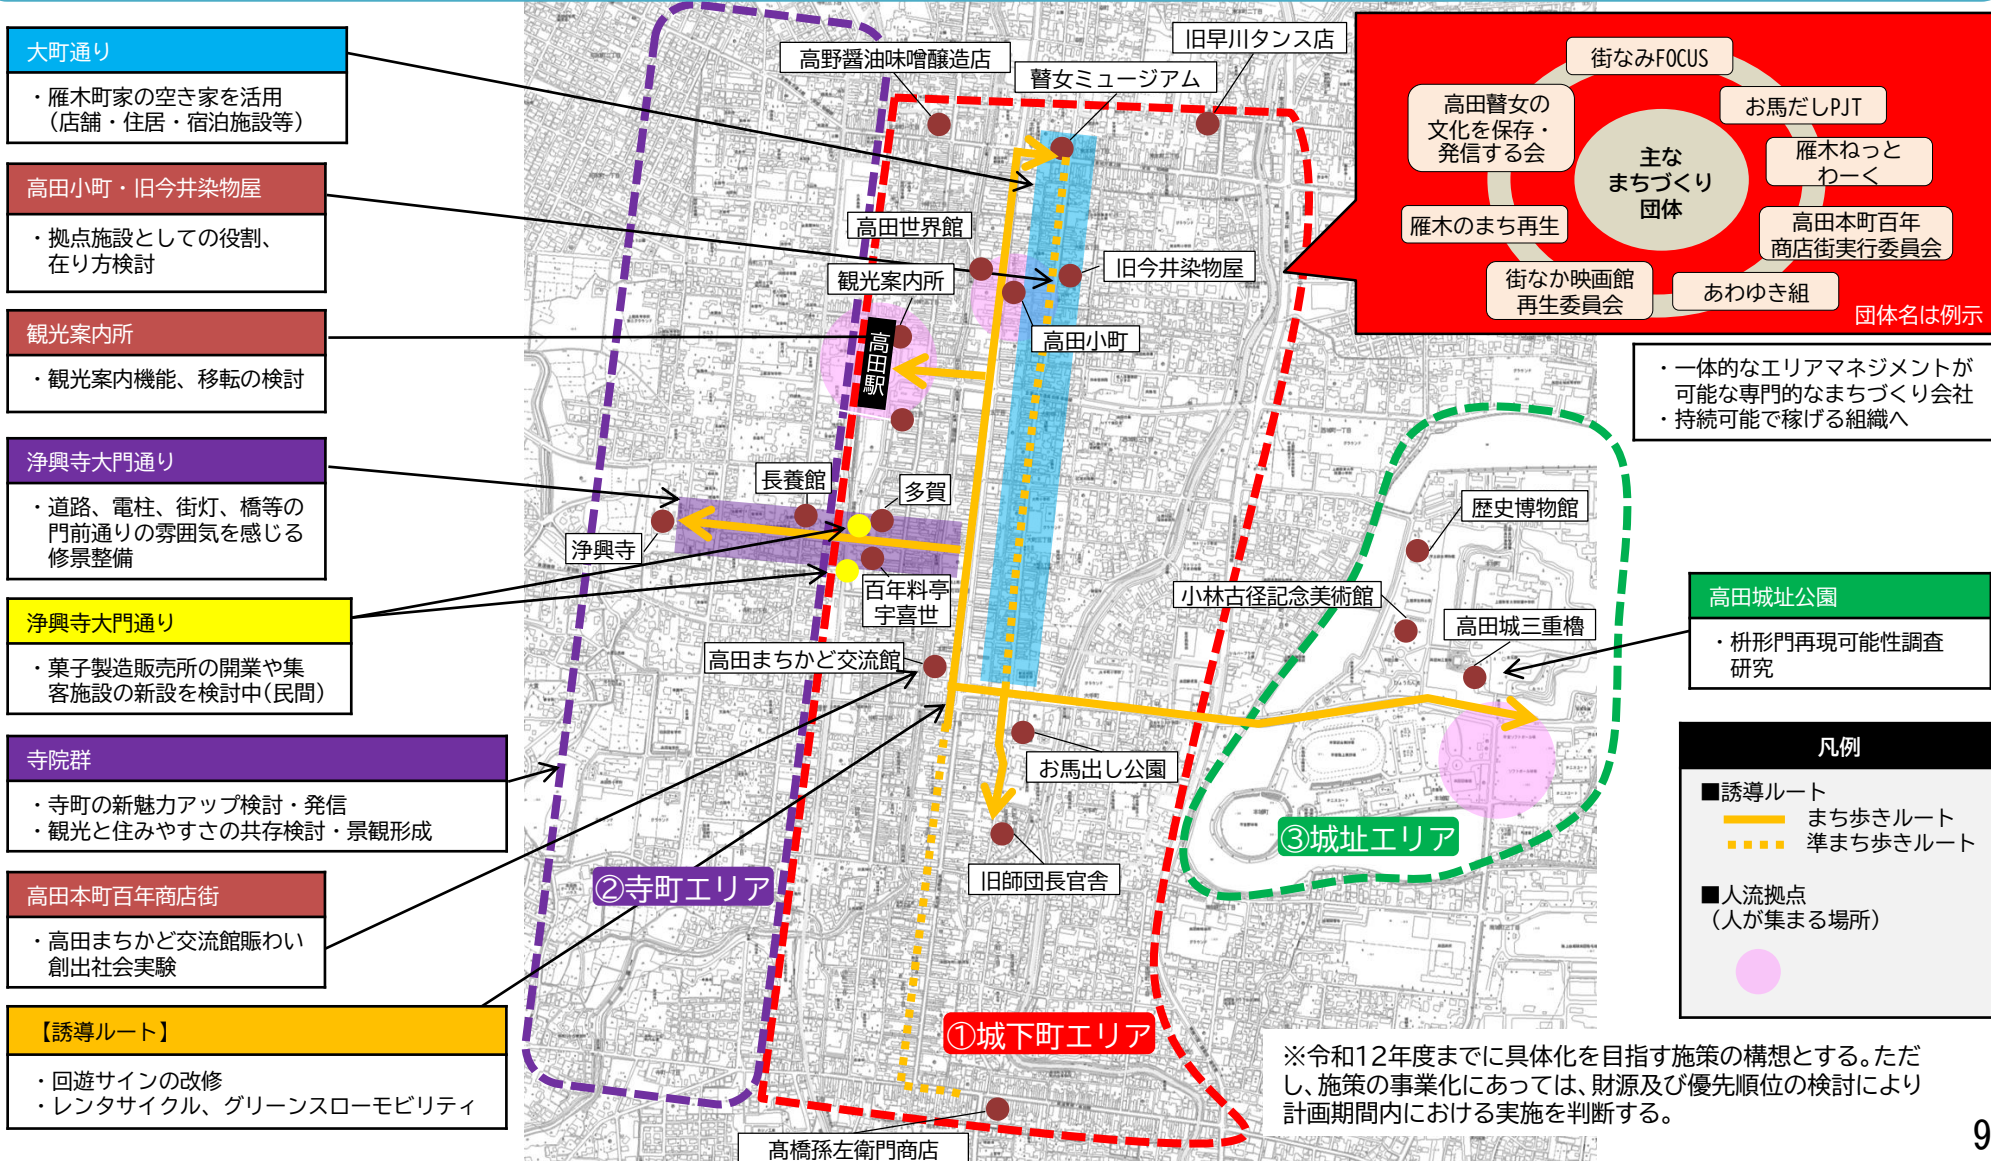 大町通り
・雁木町家の空き家を活用
（店舗・住居・宿泊施設等）
高田小町・旧今井染物屋
・拠点施設としての役割、
在り方検討
観光案内所
・観光案内機能、移転の検討
浄興寺大門通り
・道路、電柱、街灯、橋等の
門前通りの雰囲気を感じる
修景整備
浄興寺大門通り
・菓子製造販売所の開業や集
客施設の新設を検討中(民間)
寺院群
・寺町の新魅力アップ検討・発信
・観光と住みやすさの共存検討・景観形成
高田本町百年商店街
・高田まちかど交流館賑わい
創出社会実験
【誘導ルート】
・回遊サインの改修
・レンタサイクル、グリーンスローモビリティ
高野醤油味噌醸造店
旧早川タンス店
瞽女ミュージアム
高田世界館
観光案内所
旧今井染物屋
高田小町
高田駅
長養館
多賀
浄興寺
百年料亭
宇喜世
高田まちかど交流館
お馬出し公園
旧師団長官舎
髙橋孫左衛門商店
歴史博物館
小林古径記念美術館
高田城三重櫓
②寺町エリア
①城下町エリア
③城址エリア
街なみFOCUS
お馬だしPJT
雁木ねっと
わーく
高田本町百年
商店街実行委員会
あわゆき組
街なか映画館
再生委員会
雁木のまち再生
高田瞽女の
文化を保存・
発信する会
主な
まちづくり
団体
団体名は例示
・一体的なエリアマネジメントが
可能な専門的なまちづくり会社
・持続可能で稼げる組織へ
高田城址公園
・枡形門再現可能性調査
研究
凡例
■誘導ルート
まち歩きルート
準まち歩きルート
■人流拠点
（人が集まる場所）
※令和12年度までに具体化を目指す施策の構想とする。ただ
し、施策の事業化にあっては、財源及び優先順位の検討により
計画期間内における実施を判断する。
9